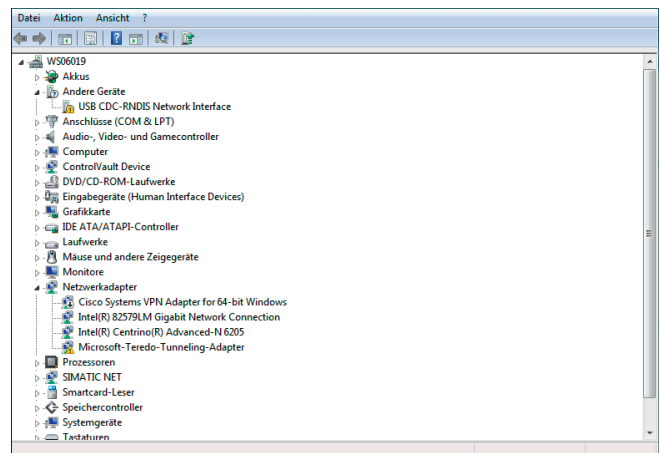 Datei Aktion Ansicht ?
WS06019
Akkus
Andere Geräte
USB CDC-RNDIS Network Interface
Anschlüsse (COM & LPT)
Audio-, Video- und Gamecontroller
Computer
ControlVault Device
DVD/CD-ROM-Laufwerke
Eingabegeräte (Human Interface Devices)
Grafikkarte
IDE ATA/ATAPI-Controller
Laufwerke
Mäuse und andere Zeigegeräte
Monitore
Netzwerkadapter
Cisco Systems VPN Adapter for 64-bit Windows
Intel(R) 82579LM Gigabit Network Connection
Intel(R) Centrino(R) Advanced-N 6205
Microsoft-Teredo-Tunneling-Adapter
Prozessoren
SIMATIC NET
Smartcard-Leser
Speichercontroller
Systemgeräte
Tastaturen